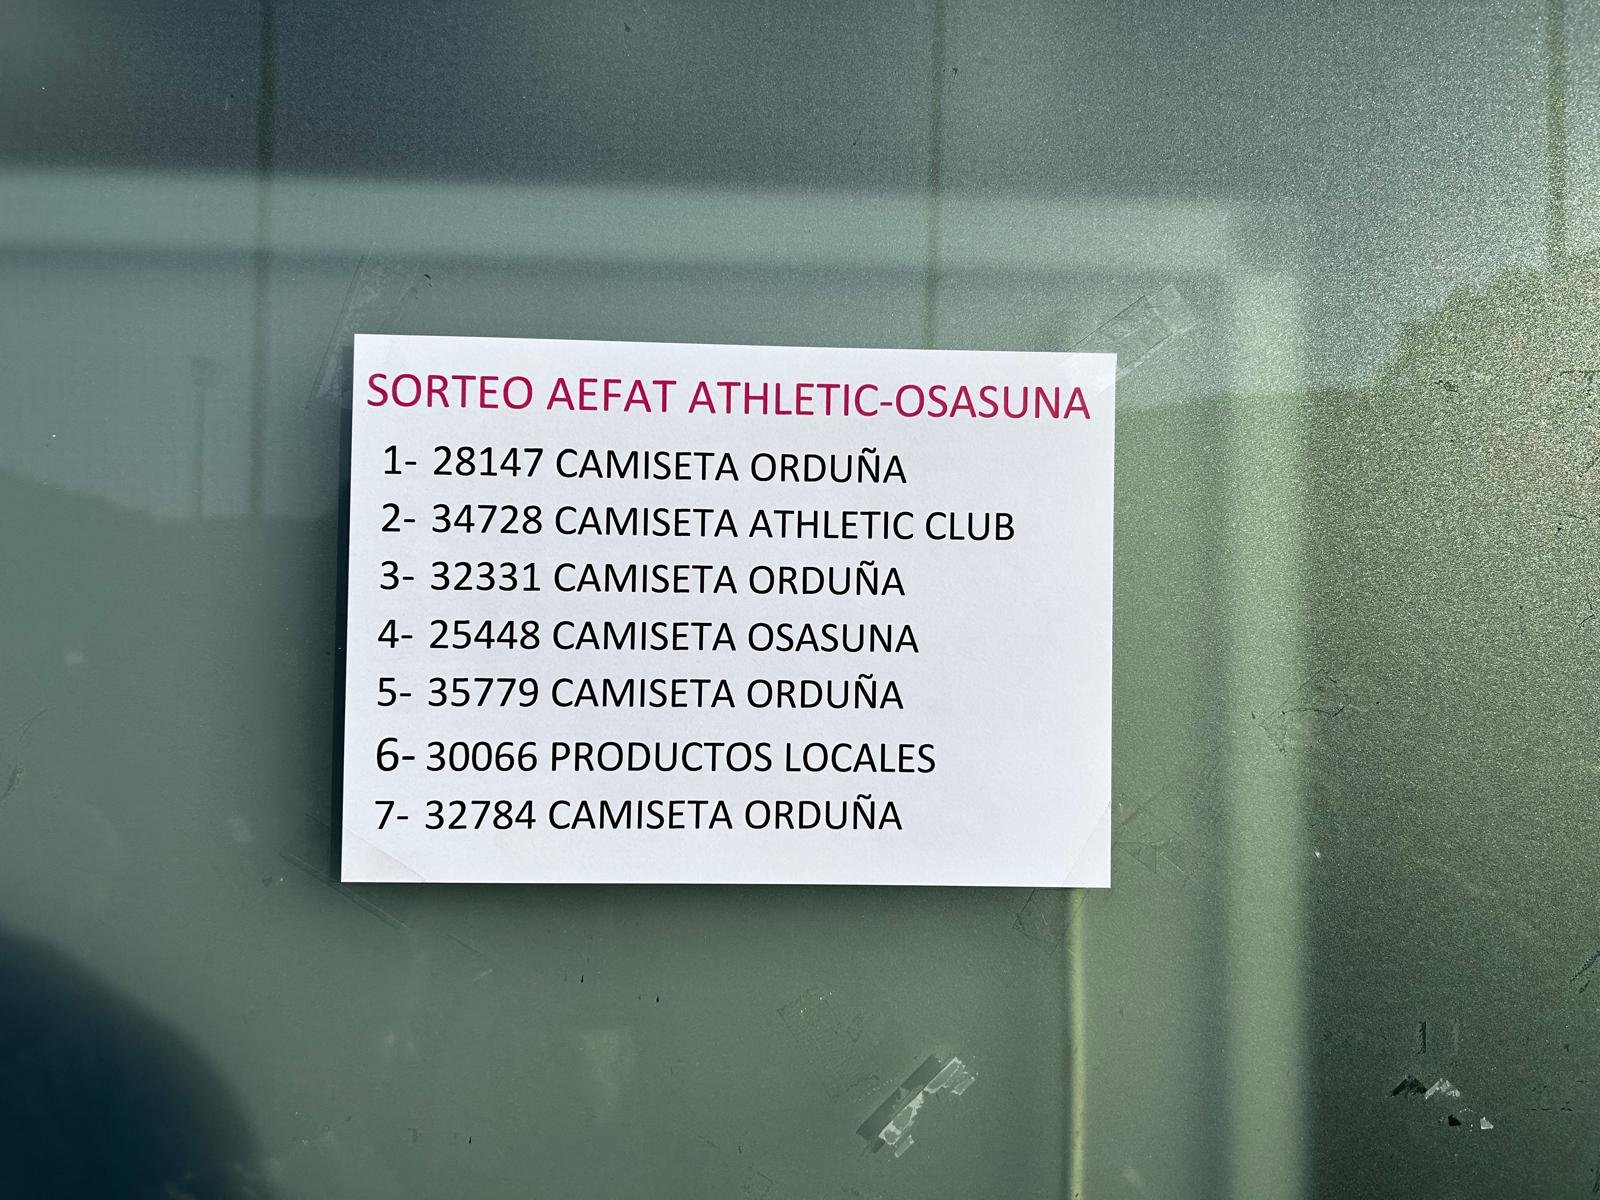 SORTEO AEFAT ATHLETIC-OSASUNA
1- 28147 CAMISETA ORDUÑA
2- 34728 CAMISETA ATHLETIC CLUB
3- 32331 CAMISETA ORDUÑA
4- 25448 CAMISETA OSASUNA
5- 35779 CAMISETA ORDUÑA
6- 30066 PRODUCTOS LOCALES
7- 32784 CAMISETA ORDUÑA